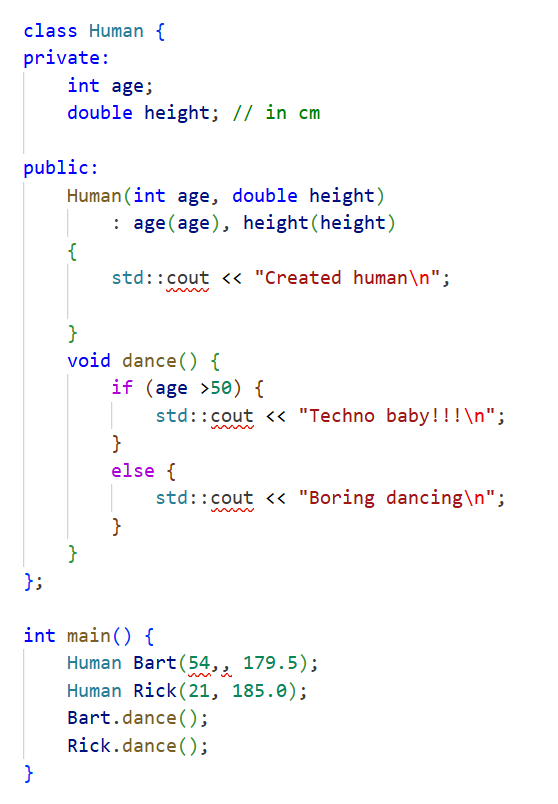 class Human {
private:
    int age;
    double height; // in cm

public:
    Human(int age, double height)
        : age(age), height(height)
    {
        std::cout << "Created human\n";

    }
    void dance() {
        if (age >50) {
            std::cout << "Techno baby!!!\n";
        }
        else {
            std::cout << "Boring dancing\n";
        }
    }
};

int main() {
    Human Bart(54,, 179.5);
    Human Rick(21, 185.0);
    Bart.dance();
    Rick.dance();
}